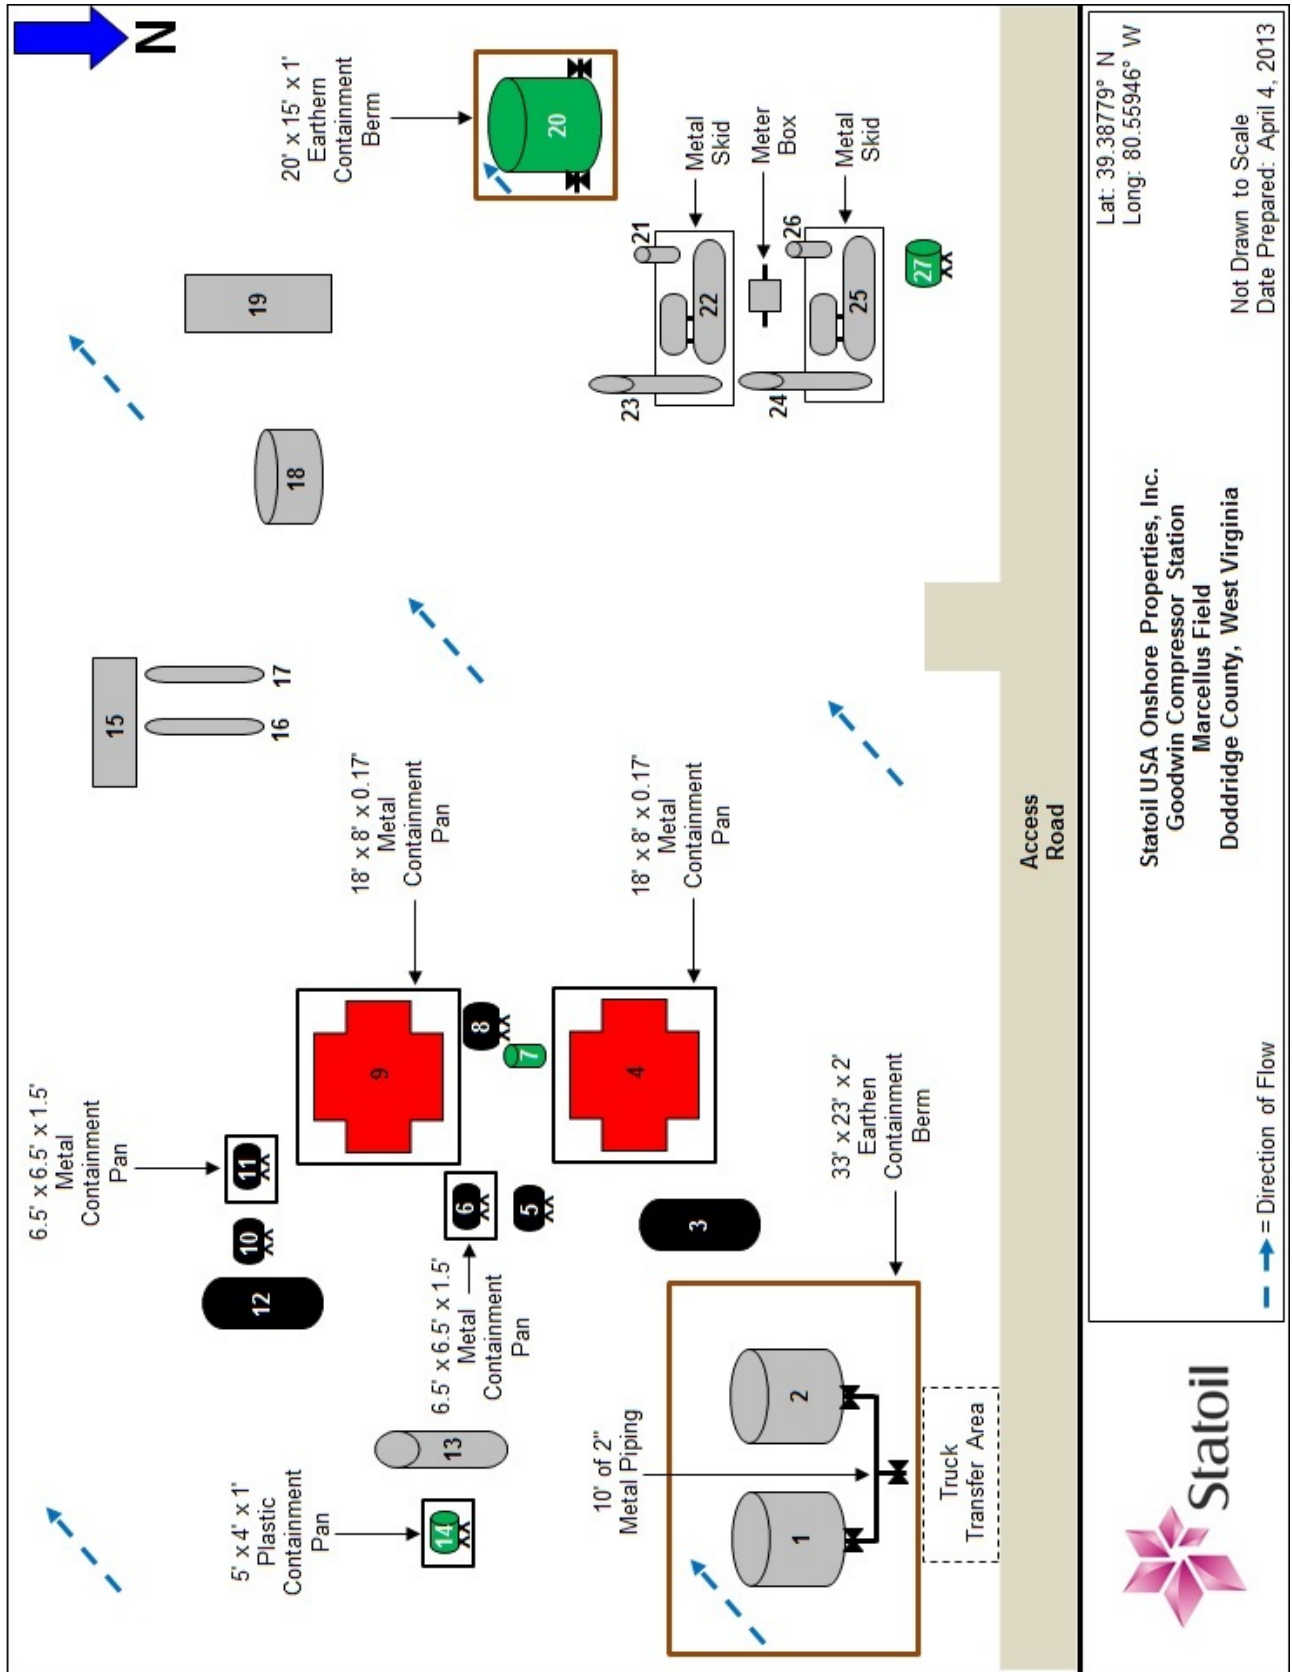 N
20' x 15' x 1'
Earthern
Containment
Berm
20
19
18
15
16
17
21
22
23
Metal
Skid
Meter
Box
24
25
26
Metal
Skid
27
18' x 8' x 0.17'
Metal
Containment
Pan
9
8
7
18' x 8' x 0.17'
Metal
Containment
Pan
4
6.5' x 6.5' x 1.5'
Metal
Containment
Pan
11
10
12
6
5
6.5' x 6.5' x 1.5'
Metal
Containment
Pan
3
5' x 4' x 1'
Plastic
Containment
Pan
14
13
33' x 23' x 2'
Earthen
Containment
Berm
10' of 2"
Metal Piping
1
2
Truck
Transfer Area
Access
Road
Statoil
= Direction of Flow
Statoil USA Onshore Properties, Inc.
Goodwin Compressor Station
Marcellus Field
Doddridge County, West Virginia
Lat: 39.38779° N
Long: 80.55946° W
Not Drawn to Scale
Date Prepared: April 4, 2013